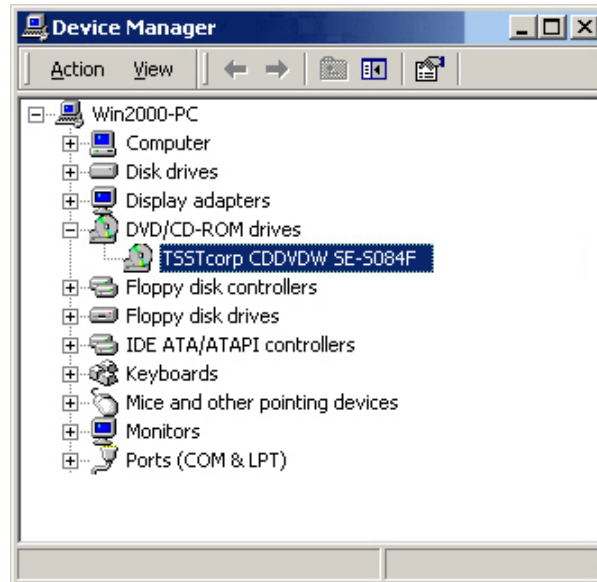 Device Manager
Action View
Win2000-PC
Computer
Disk drives
Display adapters
DVD/CD-ROM drives
TSSTcorp CDDVDW SE-S084F
Floppy disk controllers
Floppy disk drives
IDE ATA/ATAPI controllers
Keyboards
Mice and other pointing devices
Monitors
Ports (COM & LPT)